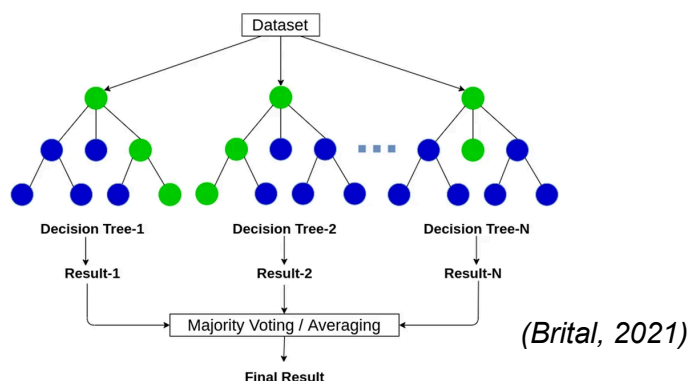 Dataset
Decision Tree-1 Decision Tree-2 Decision Tree-N
Result-1 Result-2 Result-N
Majority Voting / Averaging
(Brital, 2021)
Final Result